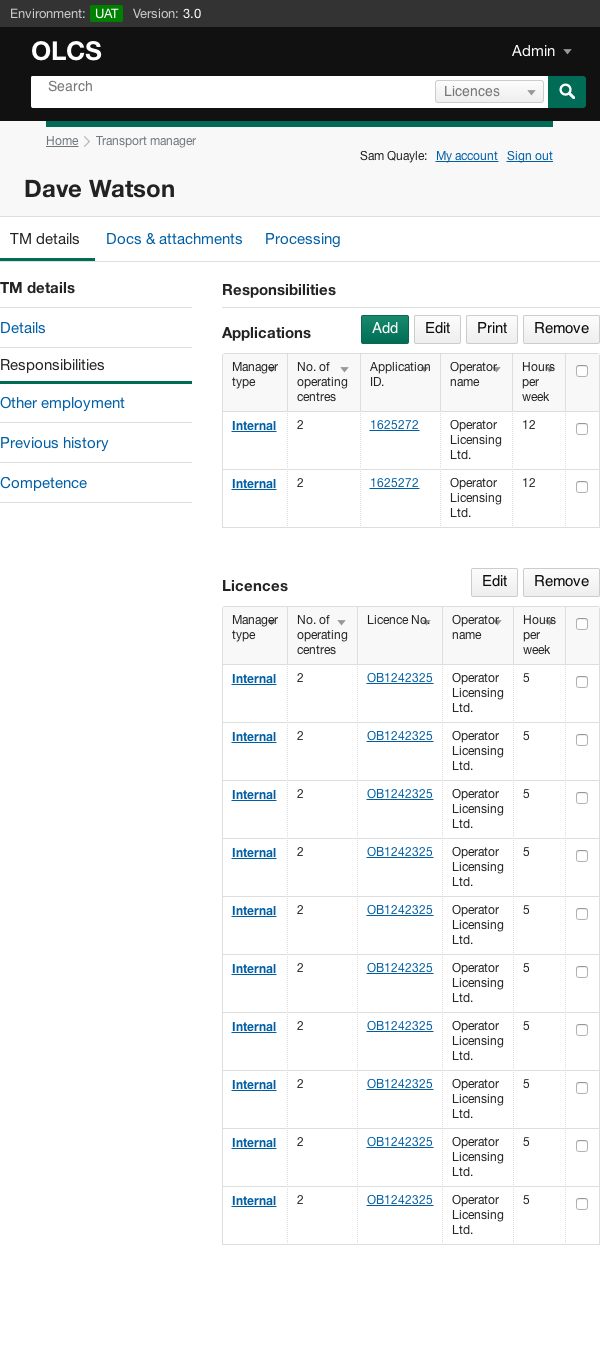 Environment: UAT Version: 3.0
OLCS
Admin
Search
Licences
Home Transport manager
Sam Quayle: My account Sign out
Dave Watson
TM details Docs & attachments Processing
TM details
Details
Responsibilities
Other employment
Previous history
Competence
Responsibilities
Applications
Add Edit Print Remove
Manager No. of Application Operator Hours
type operating ID. name per
centres week
Internal 2 1625272 Operator 12
Licensing
Ltd.
Internal 2 1625272 Operator 12
Licensing
Ltd.
Licences
Edit Remove
Manager No. of Licence No. Operator Hours
type operating name per
centres week
Internal 2 OB1242325 Operator 5
Licensing
Ltd.
Internal 2 OB1242325 Operator 5
Licensing
Ltd.
Internal 2 OB1242325 Operator 5
Licensing
Ltd.
Internal 2 OB1242325 Operator 5
Licensing
Ltd.
Internal 2 OB1242325 Operator 5
Licensing
Ltd.
Internal 2 OB1242325 Operator 5
Licensing
Ltd.
Internal 2 OB1242325 Operator 5
Licensing
Ltd.
Internal 2 OB1242325 Operator 5
Licensing
Ltd.
Internal 2 OB1242325 Operator 5
Licensing
Ltd.
Internal 2 OB1242325 Operator 5
Licensing
Ltd.